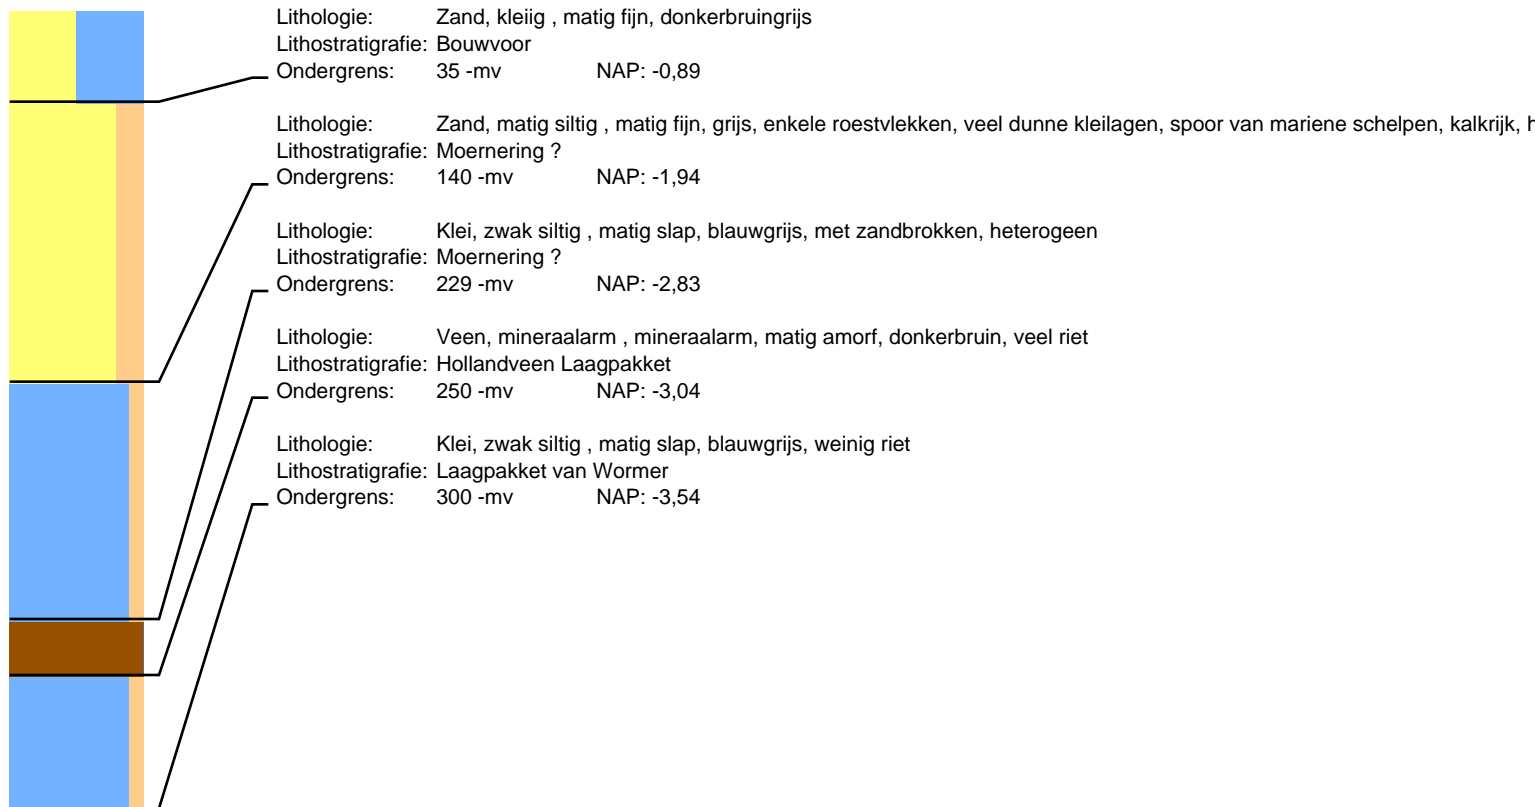 Lithologie: Zand, kleiig , matig fijn, donkerbruingrijs
Lithostratigrafie: Bouwvoor
Ondergrens: 35 -mv NAP: -0,89
Lithologie: Zand, matig siltig , matig fijn, grijs, enkele roestvlekken, veel dunne kleilagen, spoor van mariene schelpen, kalkrijk,
Lithostratigrafie: Moernering ?
Ondergrens: 140 -mv NAP: -1,94
Lithologie: Klei, zwak siltig , matig slap, blauwgrijs, met zandbrokken, heterogeen
Lithostratigrafie: Moernering ?
Ondergrens: 229 -mv NAP: -2,83
Lithologie: Veen, mineraalarm , mineraalarm, matig amorf, donkerbruin, veel riet
Lithostratigrafie: Hollandveen Laagpakket
Ondergrens: 250 -mv NAP: -3,04
Lithologie: Klei, zwak siltig , matig slap, blauwgrijs, weinig riet
Lithostratigrafie: Laagpakket van Wormer
Ondergrens: 300 -mv NAP: -3,54